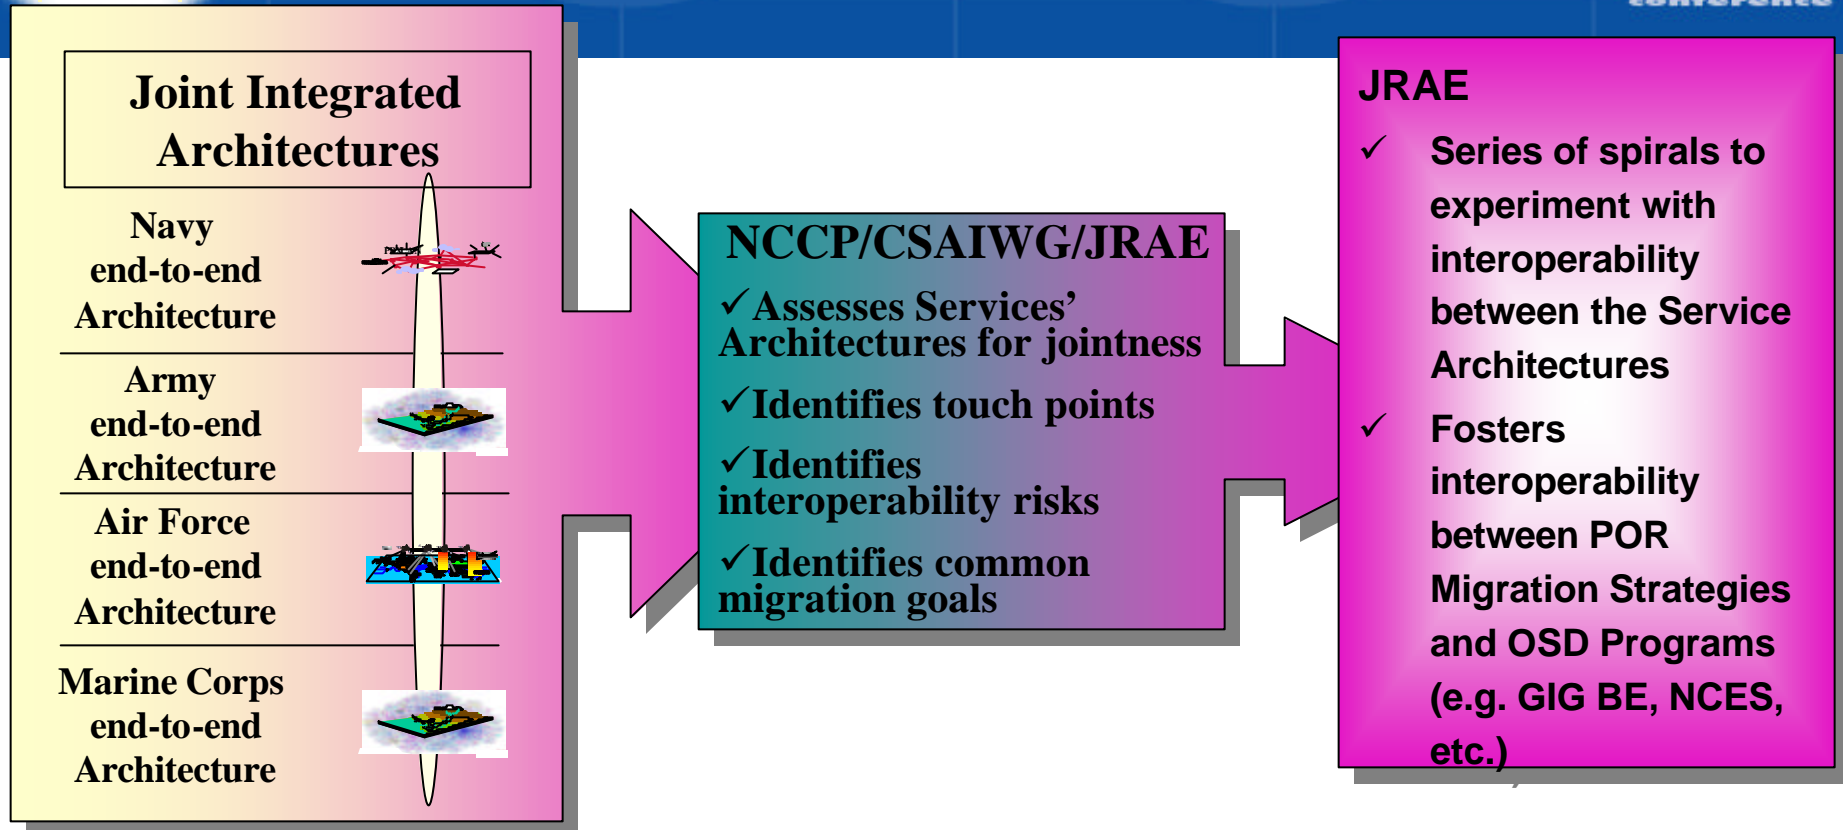 conference
Joint Integrated
Architectures
Navy
end-to-end
Architecture
Army
end-to-end
Architecture
Air Force
end-to-end
Architecture
Marine Corps
end-to-end
Architecture
NCCP/CSAIWG/JRAE
✓Assesses Services’
Architectures for jointness
✓Identifies touch points
✓Identifies
interoperability risks
✓Identifies common
migration goals
JRAE
✓ Series of spirals to
experiment with
interoperability
between the Service
Architectures
✓ Fosters
interoperability
between POR
Migration Strategies
and OSD Programs
(e.g. GIG BE, NCES,
etc.)